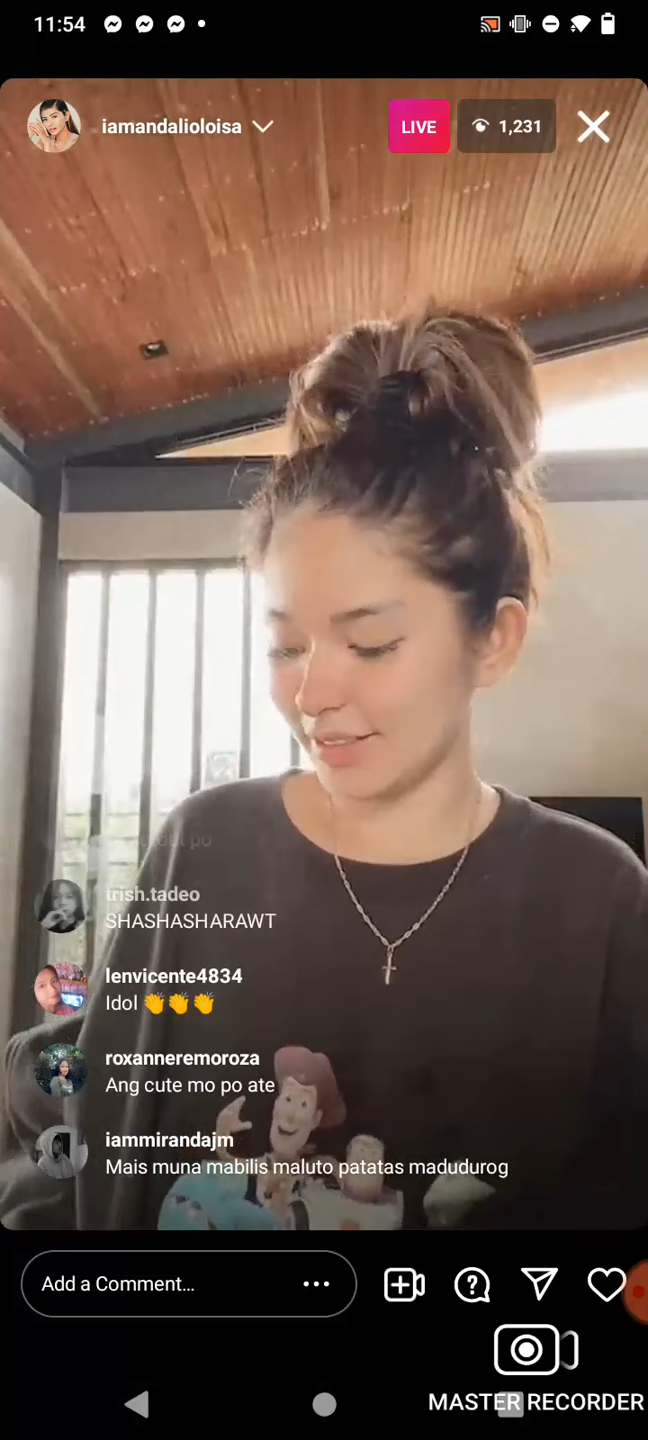 11:54
iamandalioloisa
LIVE
1,231
po
trish.tadeo
SHASHASHARAWT
lenvicente4834
Idol 👏👏👏
roxanneremoroza
Ang cute mo po ate
iammirandajm
Mais muna mabilis maluto patatas madudurog
Add a Comment...
MASTER RECORDER